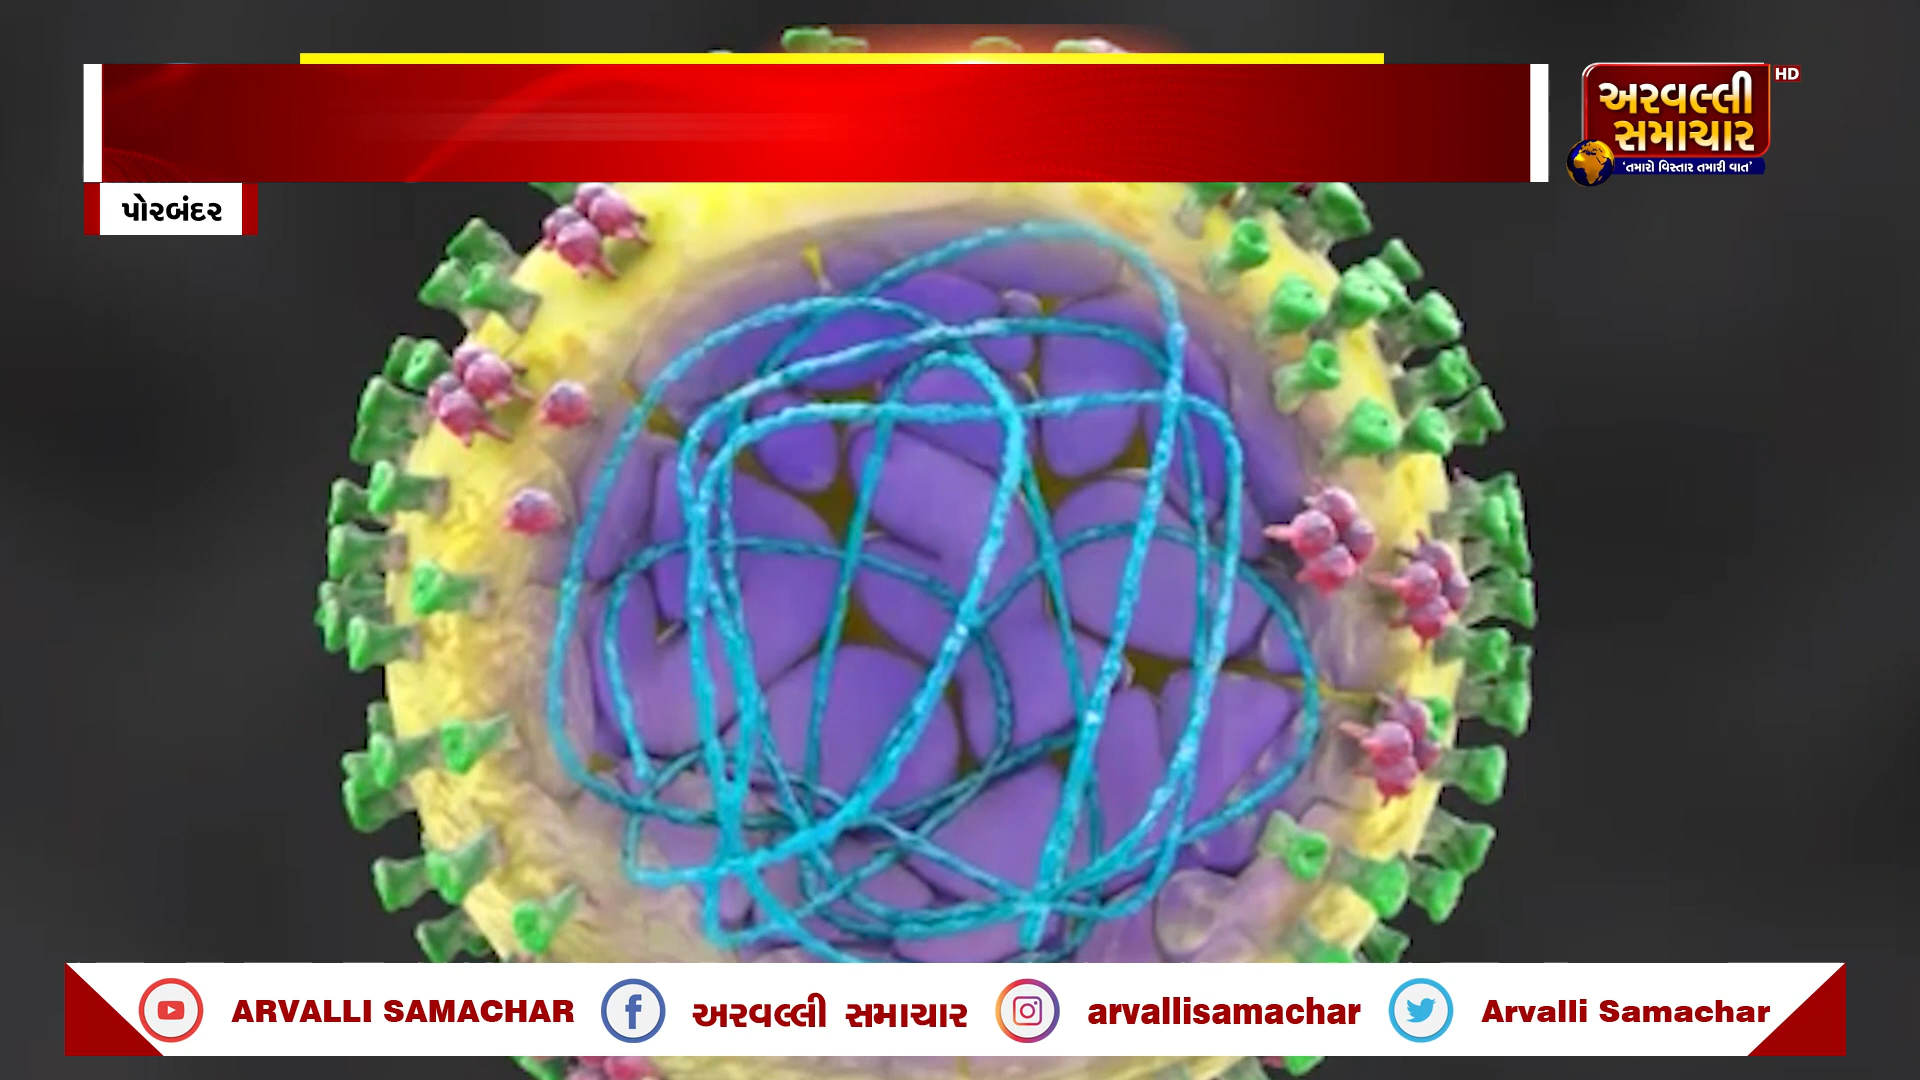 અરવલ્લી
સમાચાર
HD
'તમારો વિસ્તાર તમારી વાત'
પોરબંદર
ARVALLI SAMACHAR
અરવલ્લી સમાચાર
arvallisamachar
Arvalli Samachar